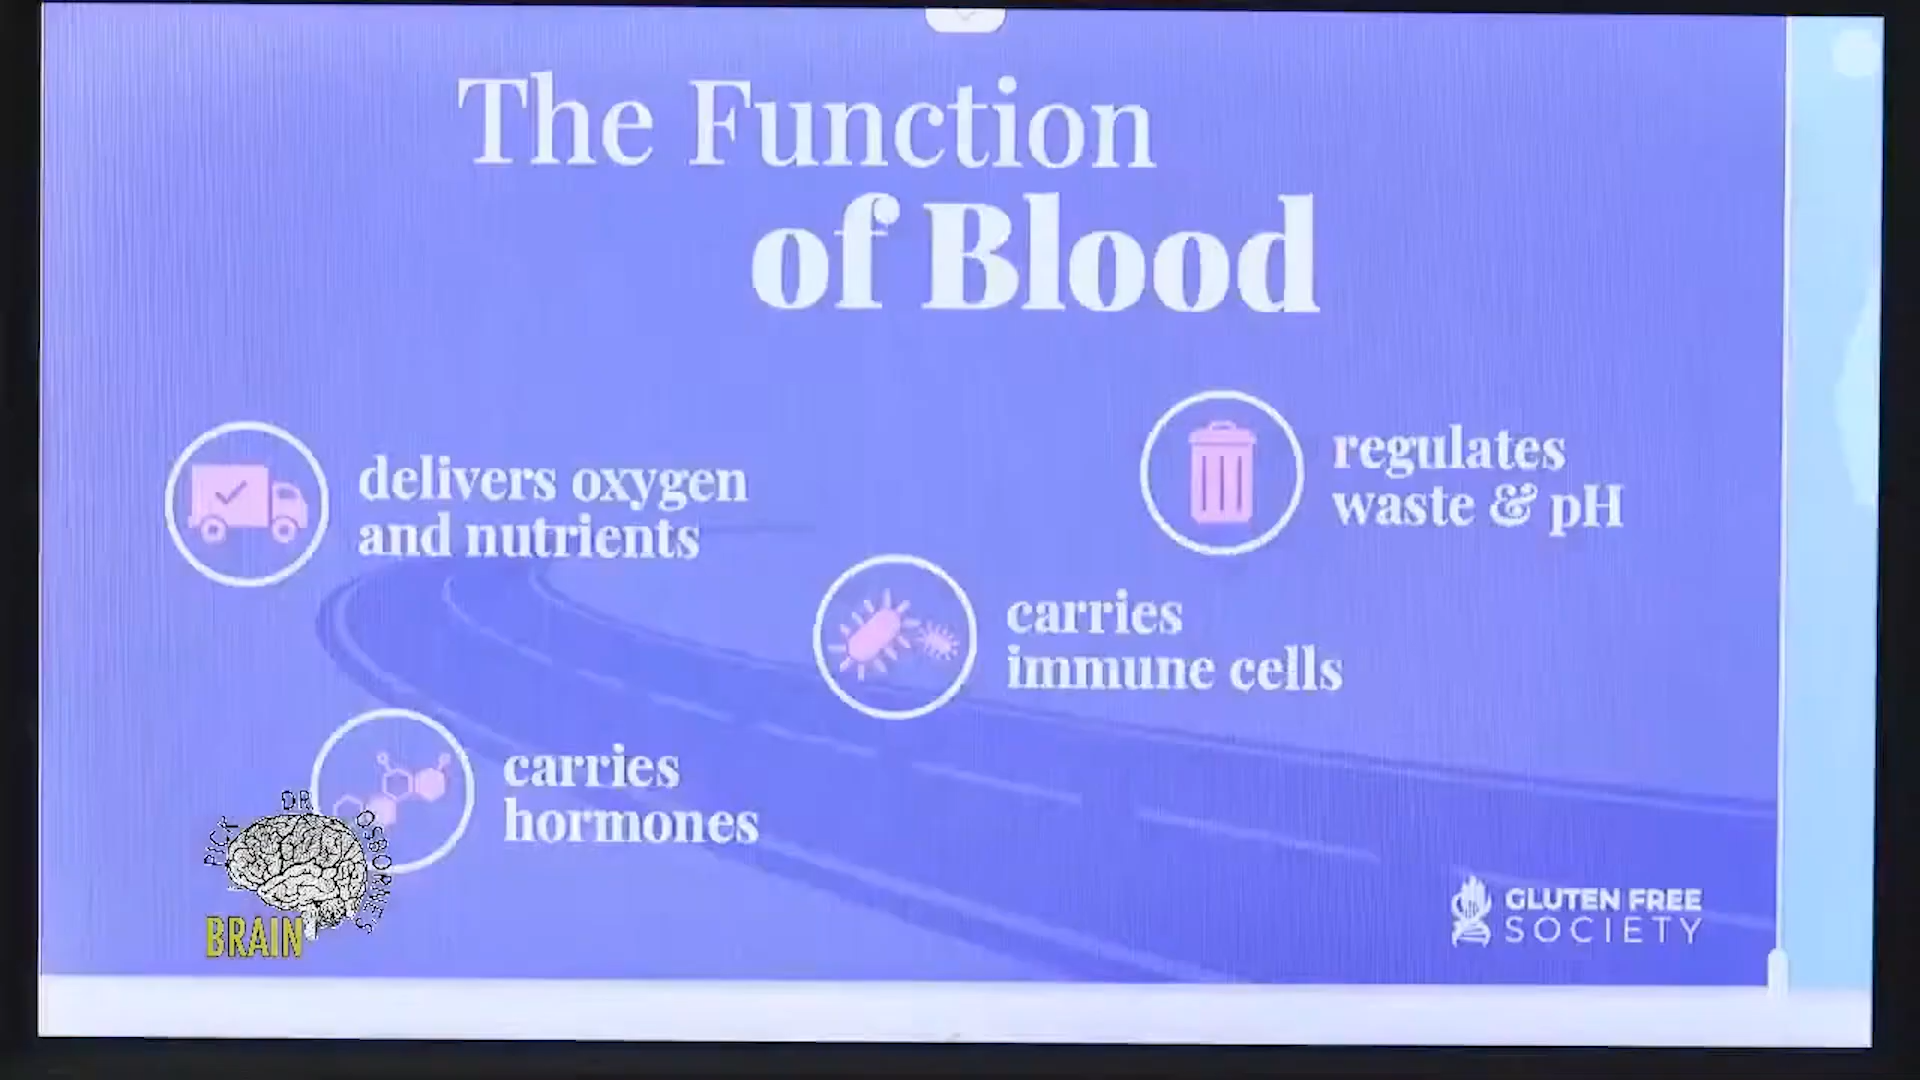 The Function
of Blood
delivers oxygen
and nutrients
regulates
waste & pH
carries
immune cells
carries
hormones
PICK DR. OSBORNE'S
BRAIN
GLUTEN FREE
SOCIETY